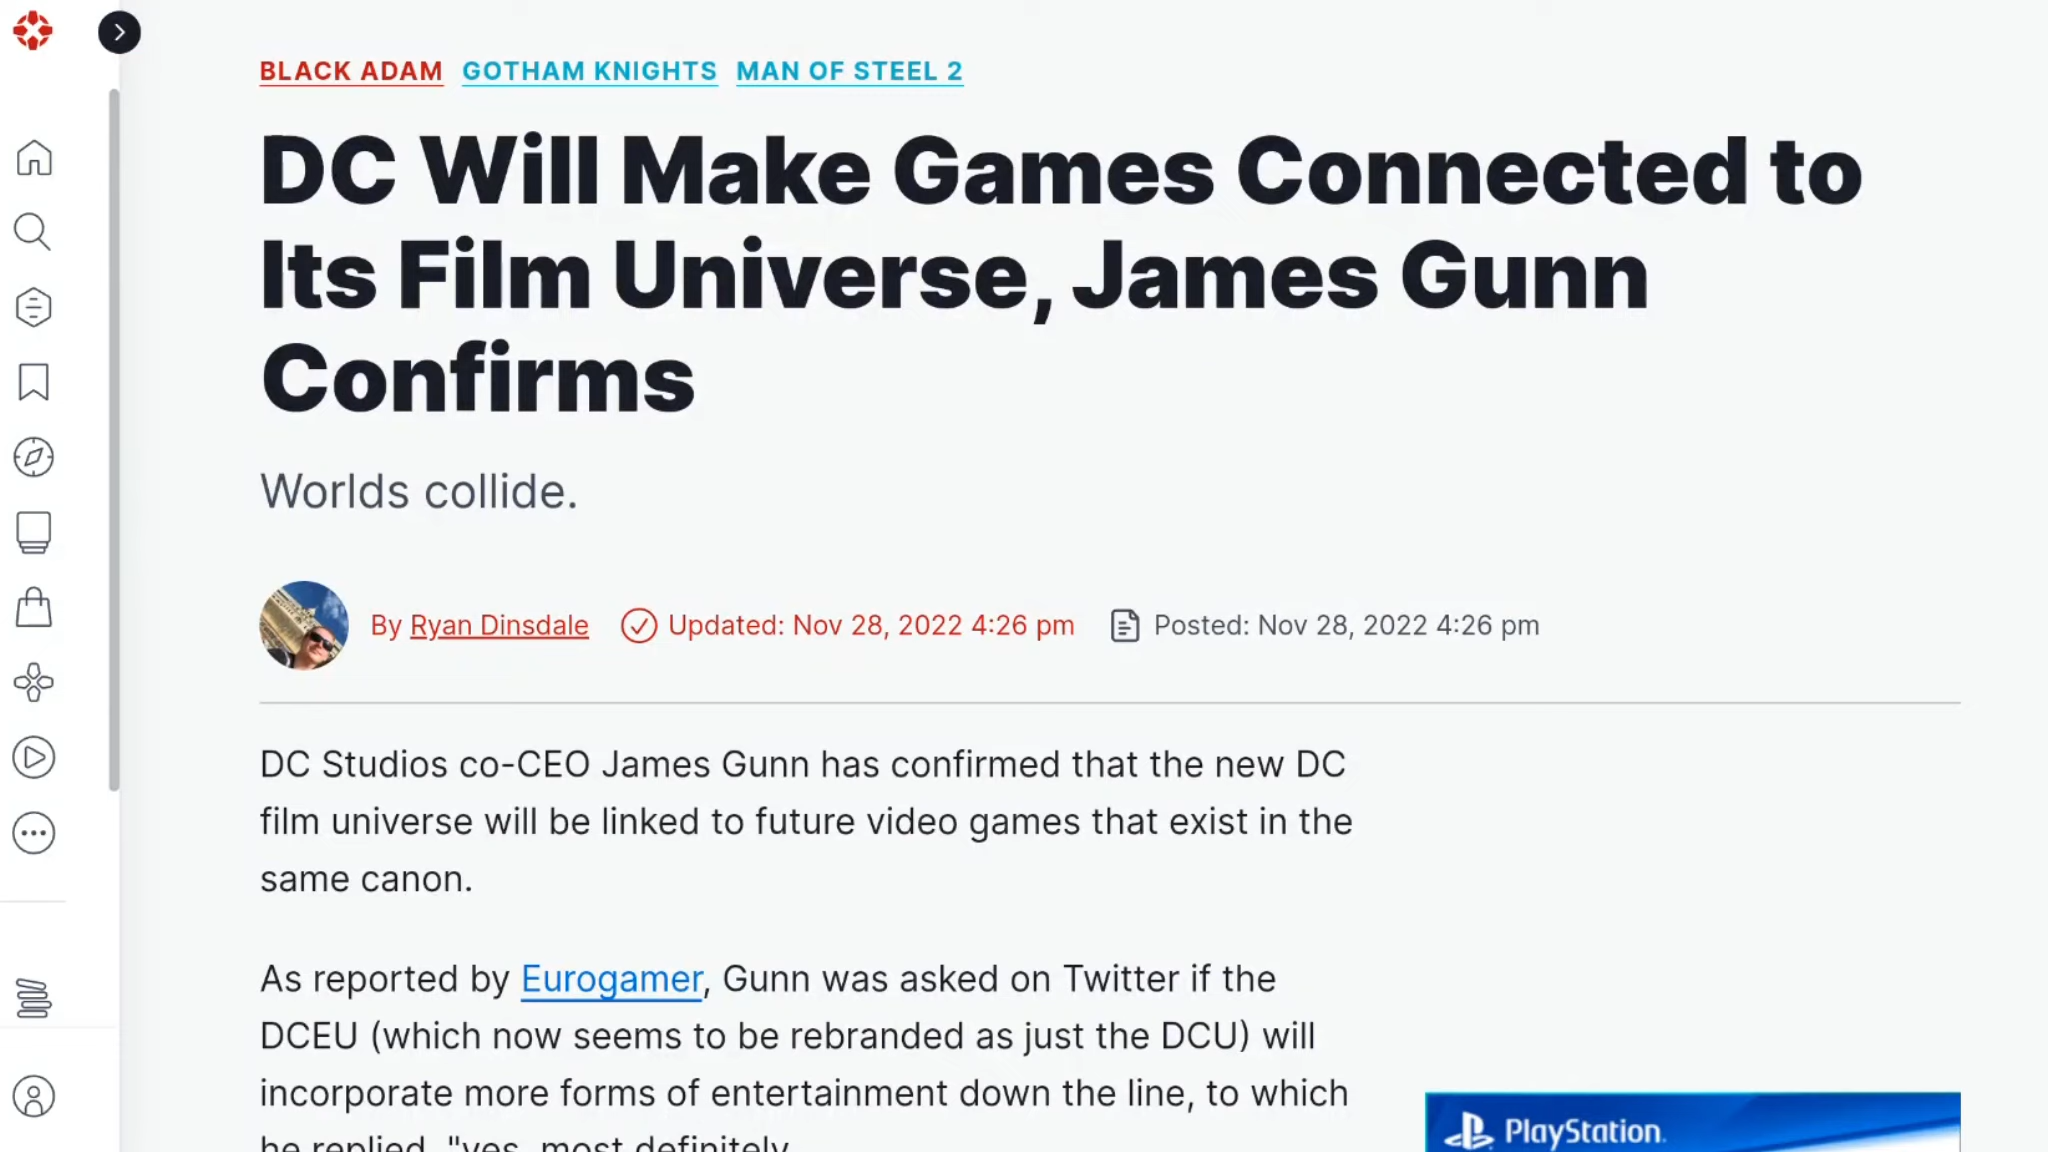 BLACK ADAM GOTHAM KNIGHTS MAN OF STEEL 2
DC Will Make Games Connected to
Its Film Universe, James Gunn
Confirms
Worlds collide.
By Ryan Dinsdale Updated: Nov 28, 2022 4:26 pm Posted: Nov 28, 2022 4:26 pm
DC Studios co-CEO James Gunn has confirmed that the new DC
film universe will be linked to future video games that exist in the
same canon.
As reported by Eurogamer, Gunn was asked on Twitter if the
DCEU (which now seems to be rebranded as just the DCU) will
incorporate more forms of entertainment down the line, to which
he replied, "yes, most definitely.
PlayStation.